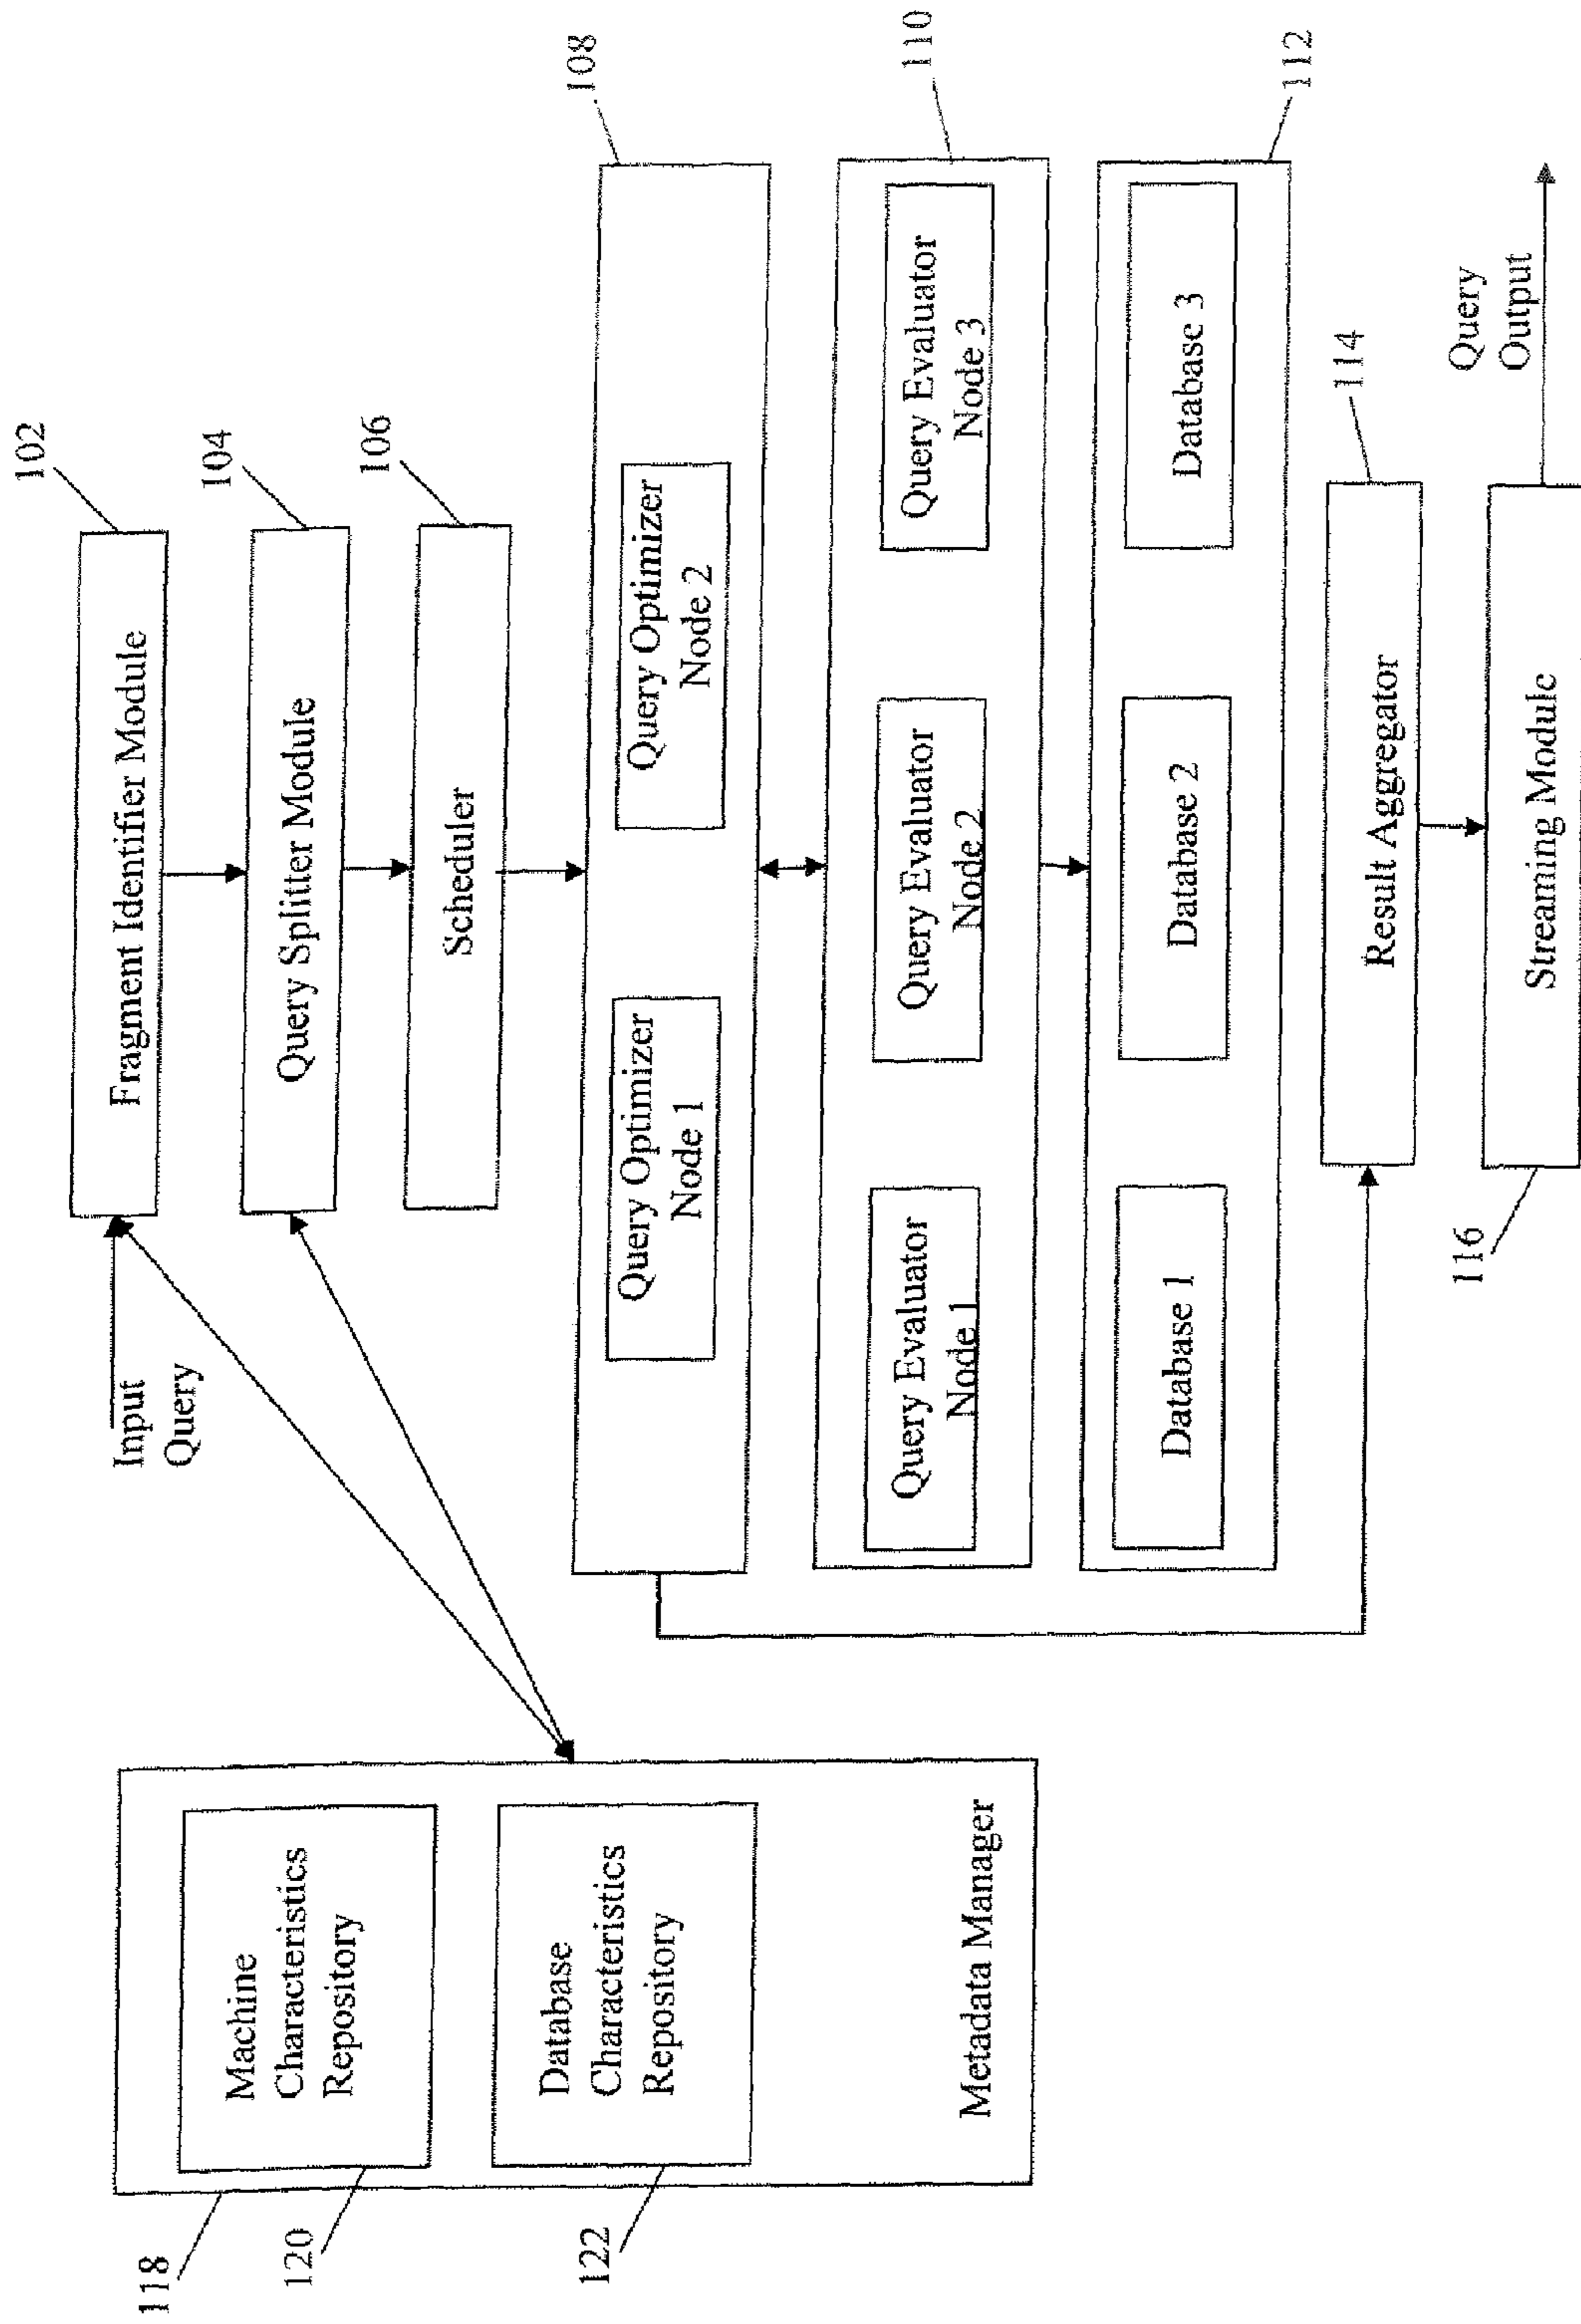 102
Fragment Identifier Module
Input
Query
104
Query Splitter Module
106
Scheduler
108
Query Optimizer
Node 1
Query Optimizer
Node 2
110
Query Evaluator
Node 1
Query Evaluator
Node 2
Query Evaluator
Node 3
112
Database 1
Database 2
Database 3
114
Result Aggregator
116
Streaming Module
Query
Output
118
120
Machine
Characteristics
Repository
122
Database
Characteristics
Repository
Metadata Manager